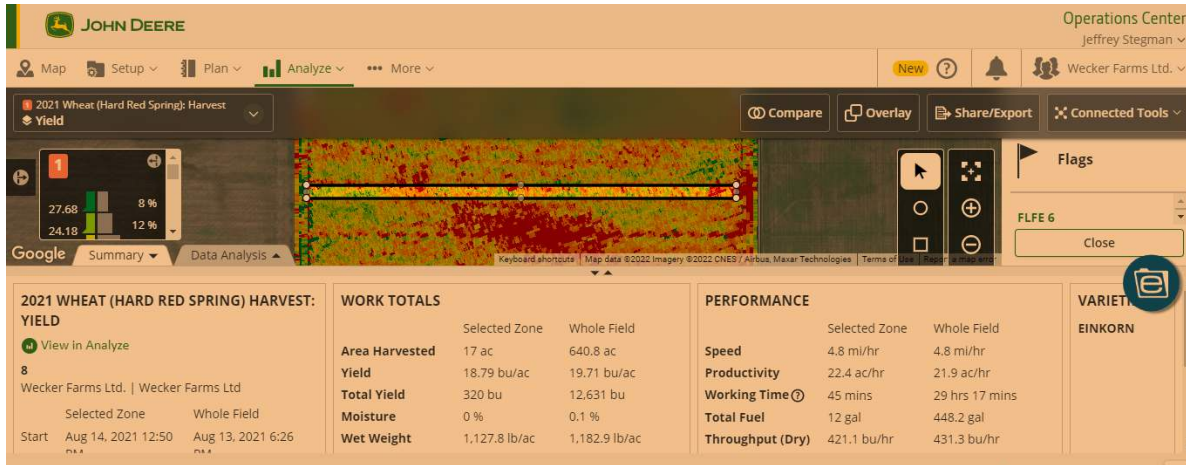 JOHN DEERE
Operations Center
Jeffrey Stegman
Map Setup Plan Analyze ••• More New ? Wecker Farms Ltd.
1 2021 Wheat (Hard Red Spring): Harvest
Yield
Compare Overlay Share/Export Connected Tools
1
27.68 8 %
24.18 12 %
Flags
FLFE 6
Close
Google Summary Data Analysis
Keyboard shortcuts Map data ©2022 Imagery ©2022 CNES / Airbus, Maxar Technologies Terms of Use Report a map error
2021 WHEAT (HARD RED SPRING) HARVEST:
YIELD
View in Analyze
8
Wecker Farms Ltd. | Wecker Farms Ltd
Selected Zone Whole Field
Start Aug 14, 2021 12:50 Aug 13, 2021 6:26
PM PM
WORK TOTALS
Selected Zone Whole Field
Area Harvested 17 ac 640.8 ac
Yield 18.79 bu/ac 19.71 bu/ac
Total Yield 320 bu 12,631 bu
Moisture 0 % 0.1 %
Wet Weight 1,127.8 lb/ac 1,182.9 lb/ac
PERFORMANCE
Selected Zone Whole Field
Speed 4.8 mi/hr 4.8 mi/hr
Productivity 22.4 ac/hr 21.9 ac/hr
Working Time ? 45 mins 29 hrs 17 mins
Total Fuel 12 gal 448.2 gal
Throughput (Dry) 421.1 bu/hr 431.3 bu/hr
EINKORN